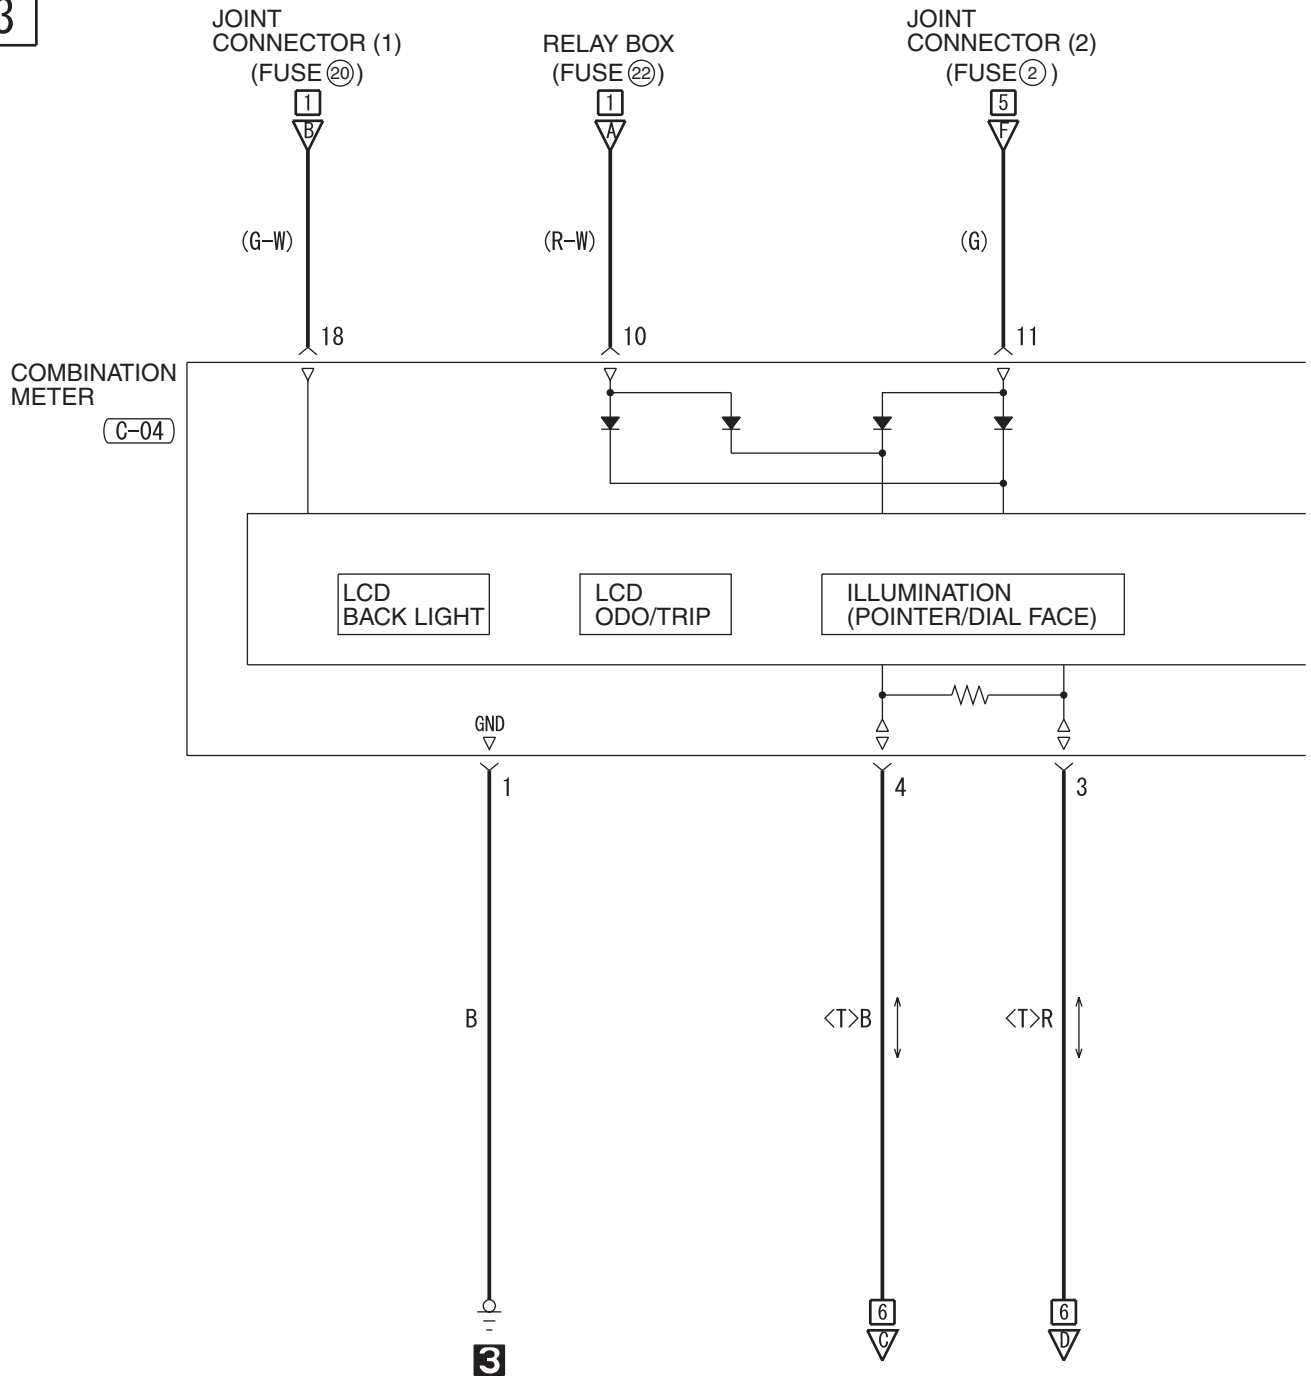 3
JOINT
CONNECTOR (1)
(FUSE 20)
1
B
RELAY BOX
(FUSE 22)
1
A
JOINT
CONNECTOR (2)
(FUSE 2)
5
F
(G-W)
(R-W)
(G)
18
10
11
COMBINATION
METER
C-04
LCD
BACK LIGHT
LCD
ODO/TRIP
ILLUMINATION
(POINTER/DIAL FACE)
GND
1
4
3
B
<T>B
<T>R
3
6
C
6
D